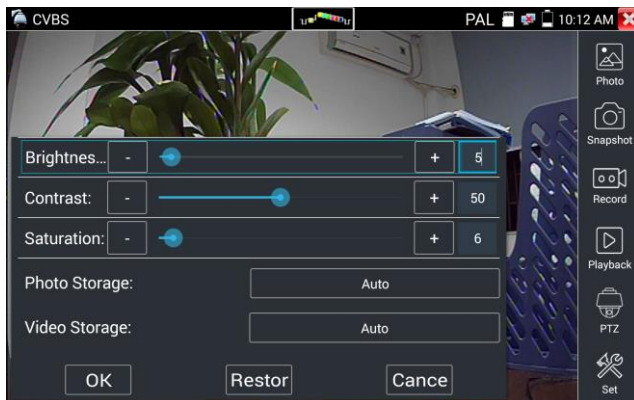 CVBS PAL 10:12 AM
Photo
Snapshot
Record
Playback
PTZ
Set
Brightnes... - + 5
Contrast: - + 50
Saturation: - + 6
Photo Storage: Auto
Video Storage: Auto
OK Restor Cance